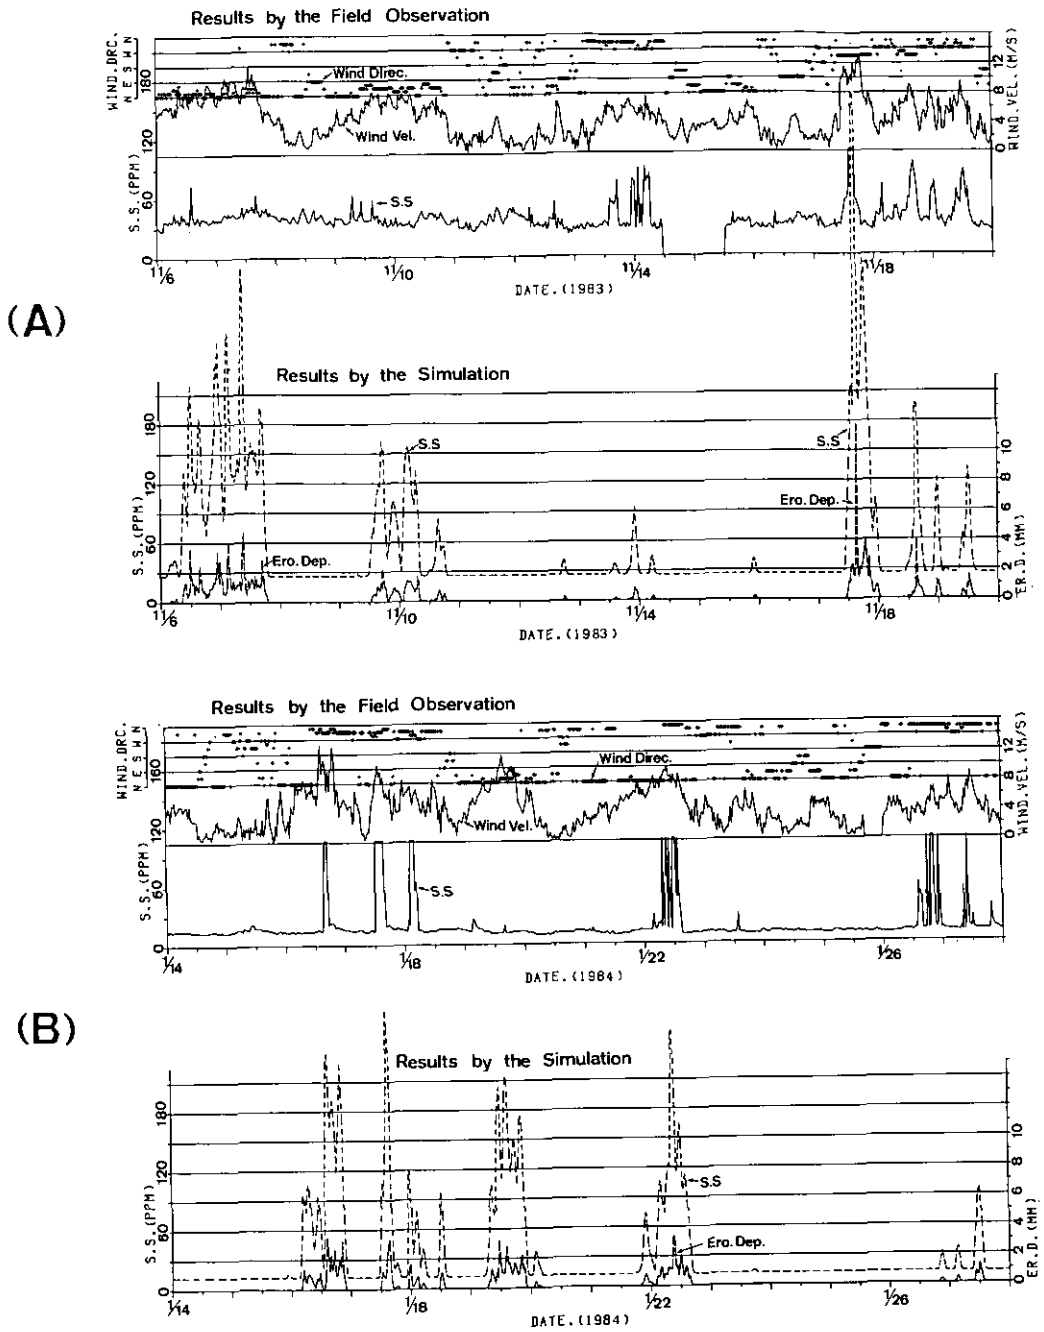 Results by the Field Observation
WIND.DRC.
N E S W N
Wind Direc.
Wind Vel.
S.S
180
120
60
0
S.S.(PPM)
12
8
4
0
WIND.VEL.(M/S)
11/6
11/10
11/14
11/18
DATE.(1983)
(A)
Results by the Simulation
S.S
S.S
Ero.Dep.
Ero.Dep.
180
120
60
0
S.S.(PPM)
10
8
6
4
2
0
ER.D.(MM)
11/6
11/10
11/14
11/18
DATE.(1983)
Results by the Field Observation
WIND.DRC.
N E S W N
Wind Direc.
Wind Vel.
S.S
160
120
60
0
S.S.(PPM)
12
8
4
0
WIND.VEL.(M/S)
1/14
1/18
1/22
1/26
DATE.(1984)
(B)
Results by the Simulation
S.S
Ero.Dep.
180
120
60
0
S.S.(PPM)
10
8
6
4
2
0
ER.D.(MM)
1/14
1/18
1/22
1/26
DATE.(1984)